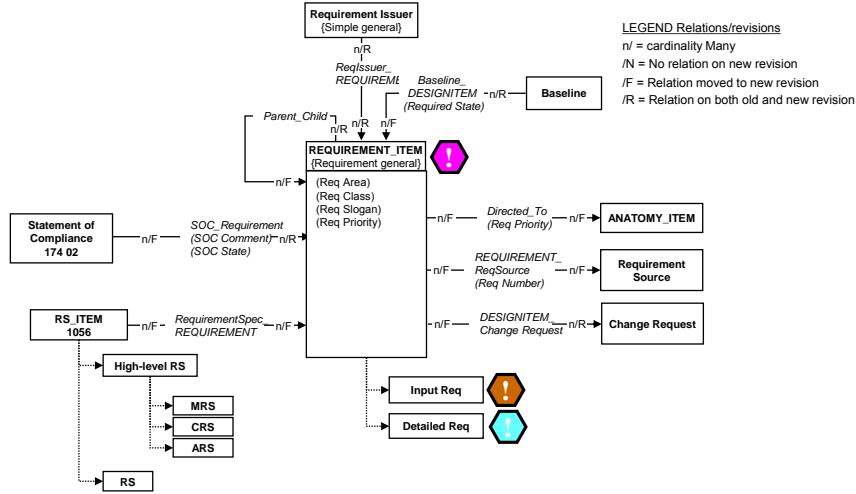 Requirement Issuer
{Simple general}
n/R
ReqIssuer_
REQUIREME
n/R
Baseline_
DESIGNITEM
(Required State)
n/R
Baseline
n/F
LEGEND Relations/revisions
n/ = cardinality Many
/N = No relation on new revision
/F = Relation moved to new revision
/R = Relation on both old and new revision
Parent_Child
n/R
n/F
REQUIREMENT_ITEM
{Requirement general}
!
(Req Area)
(Req Class)
(Req Slogan)
(Req Priority)
Statement of
Compliance
174 02
n/F
SOC_Requirement
(SOC Comment)
(SOC State)
n/R
n/F
Directed_To
(Req Priority)
n/F
ANATOMY_ITEM
n/F
REQUIREMENT_
ReqSource
(Req Number)
n/F
Requirement
Source
RS_ITEM
1056
n/F
RequirementSpec_
REQUIREMENT
n/F
n/F
DESIGNITEM_
Change Request
n/R
Change Request
High-level RS
MRS
CRS
ARS
RS
Input Req
!
Detailed Req
!